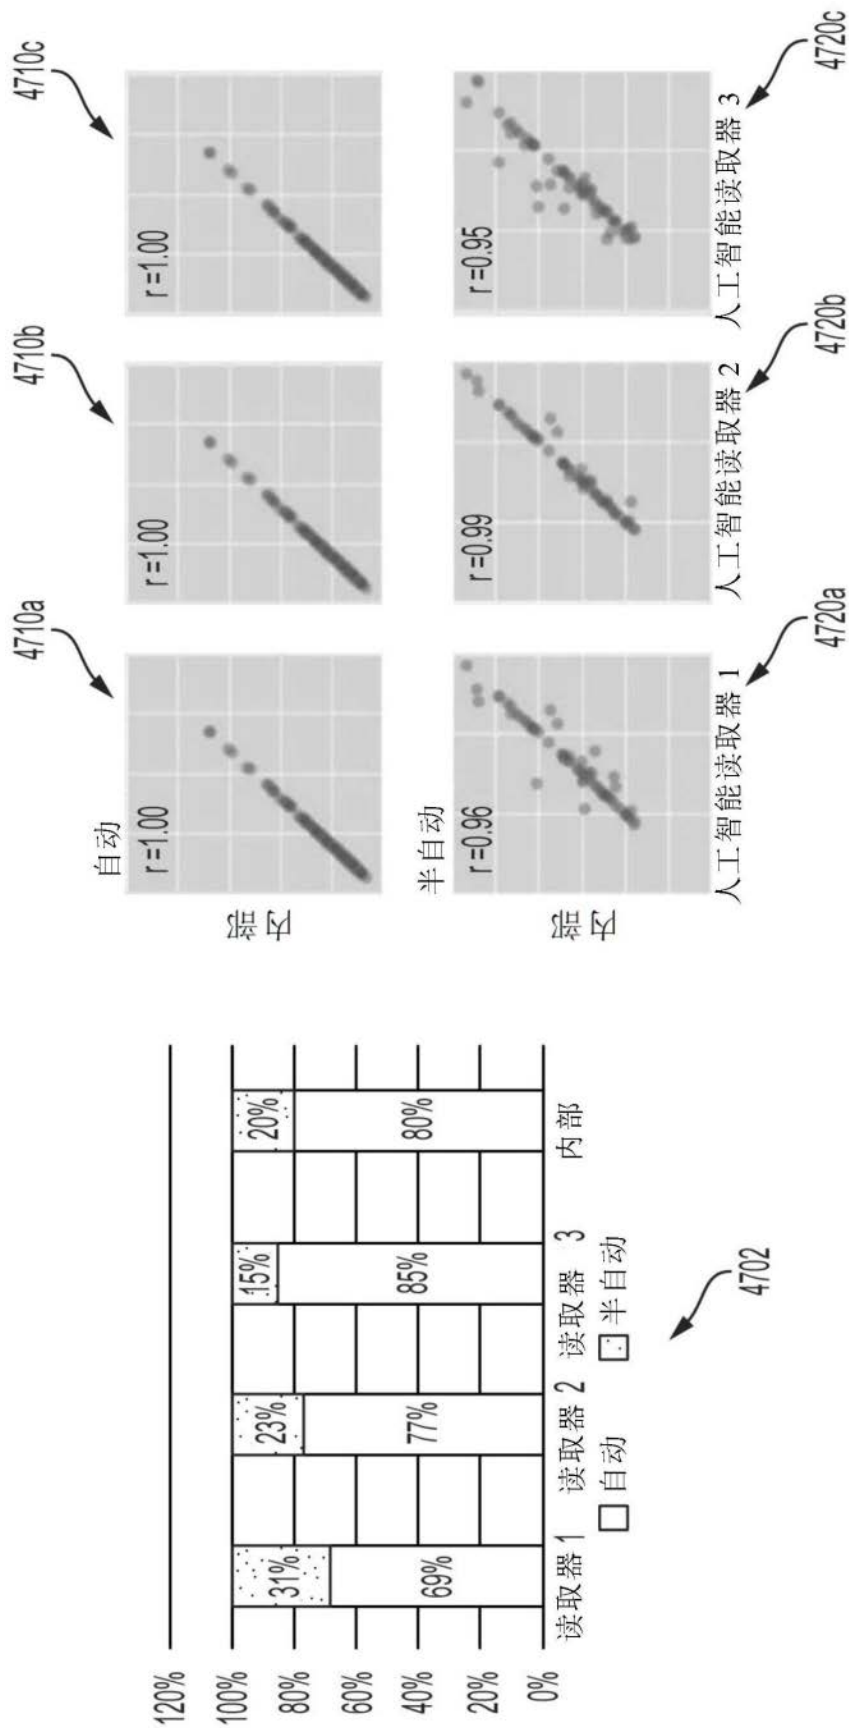 120%
100%
80%
60%
40%
20%
0%
31%
69%
23%
77%
15%
85%
20%
80%
读取器 1
读取器 2
读取器 3
内部
自动
半自动
4702
4710a
4710b
4710c
自动
内部
r=1.00
r=1.00
r=1.00
半自动
内部
r=0.96
r=0.99
r=0.95
人工智能读取器 1
人工智能读取器 2
人工智能读取器 3
4720a
4720b
4720c